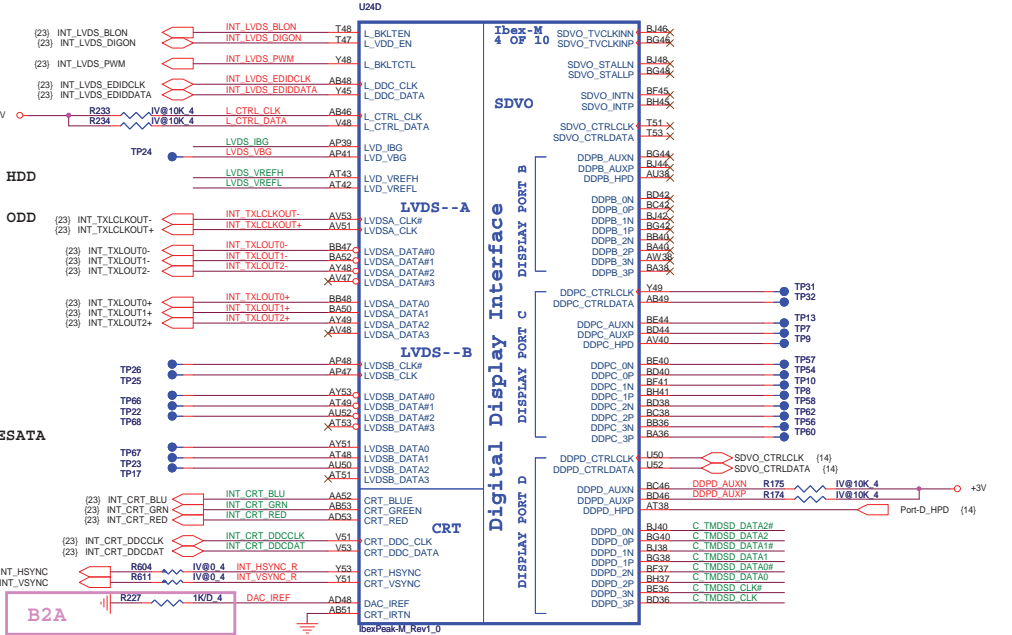 U24D
{23} INT_LVDS_BLON INT_LVDS_BLON T48 L_BKLTEN
{23} INT_LVDS_DIGON INT_LVDS_DIGON T47 L_VDD_EN
{23} INT_LVDS_PWM INT_LVDS_PWM Y48 L_BKLTCTL
{23} INT_LVDS_EDIDCLK INT_LVDS_EDIDCLK AB48 L_DDC_CLK
{23} INT_LVDS_EDIDDATA INT_LVDS_EDIDDATA Y45 L_DDC_DATA
V R233 IV@10K_4 L_CTRL_CLK AB46 L_CTRL_CLK
R234 IV@10K_4 L_CTRL_DATA V48 L_CTRL_DATA
LVDS_IBG AP39 LVD_IBG
TP24 LVDS_VBG AP41 LVD_VBG
HDD
LVDS_VREFH AT43 LVD_VREFH
LVDS_VREFL AT42 LVD_VREFL
ODD
LVDS--A
{23} INT_TXLCLKOUT- INT_TXLCLKOUT- AV53 LVDSA_CLK#
{23} INT_TXLCLKOUT+ INT_TXLCLKOUT+ AV51 LVDSA_CLK
{23} INT_TXLOUT0- INT_TXLOUT0- BB47 LVDSA_DATA#0
{23} INT_TXLOUT1- INT_TXLOUT1- BA52 LVDSA_DATA#1
{23} INT_TXLOUT2- INT_TXLOUT2- AY48 LVDSA_DATA#2
AV47 LVDSA_DATA#3
{23} INT_TXLOUT0+ INT_TXLOUT0+ BB48 LVDSA_DATA0
{23} INT_TXLOUT1+ INT_TXLOUT1+ BA50 LVDSA_DATA1
{23} INT_TXLOUT2+ INT_TXLOUT2+ AY49 LVDSA_DATA2
AV48 LVDSA_DATA3
LVDS--B
TP26 AP48 LVDSB_CLK#
TP25 AP47 LVDSB_CLK
TP66 AY53 LVDSB_DATA#0
TP22 AT49 LVDSB_DATA#1
TP68 AU52 LVDSB_DATA#2
AT53 LVDSB_DATA#3
ESATA
TP67 AY51 LVDSB_DATA0
TP23 AT48 LVDSB_DATA1
TP17 AU50 LVDSB_DATA2
AT51 LVDSB_DATA3
{23} INT_CRT_BLU INT_CRT_BLU AA52 CRT_BLUE
{23} INT_CRT_GRN INT_CRT_GRN AB53 CRT_GREEN
{23} INT_CRT_RED INT_CRT_RED AD53 CRT_RED
CRT
{23} INT_CRT_DDCCLK INT_CRT_DDCCLK V51 CRT_DDC_CLK
{23} INT_CRT_DDCDAT INT_CRT_DDCDAT V53 CRT_DDC_DATA
INT_HSYNC R604 IV@0_4 INT_HSYNC_R Y53 CRT_HSYNC
INT_VSYNC R611 IV@0_4 INT_VSYNC_R Y51 CRT_VSYNC
B2A
R227 1K/D_4 DAC_IREF AD48 DAC_IREF
AB51 CRT_IRTN
IbexPeak-M_Rev1_0
Ibex-M
4 OF 10
Digital Display Interface
SDVO
SDVO_TVCLKINN BJ46
SDVO_TVCLKINP BG46
SDVO_STALLN BJ48
SDVO_STALLP BG48
SDVO_INTN BF45
SDVO_INTP BH45
SDVO_CTRLCLK T51
SDVO_CTRLDATA T53
DISPLAY PORT B
DDPB_AUXN BG44
DDPB_AUXP BJ44
DDPB_HPD AU38
DDPB_0N BD42
DDPB_0P BC42
DDPB_1N BJ42
DDPB_1P BG42
DDPB_2N BB40
DDPB_2P BA40
DDPB_3N AW38
DDPB_3P BA38
DISPLAY PORT C
DDPC_CTRLCLK Y49 TP31
DDPC_CTRLDATA AB49 TP32
DDPC_AUXN BE44 TP13
DDPC_AUXP BD44 TP7
DDPC_HPD AV40 TP9
DDPC_0N BE40 TP57
DDPC_0P BD40 TP54
DDPC_1N BF41 TP10
DDPC_1P BH41 TP8
DDPC_2N BD38 TP58
DDPC_2P BC38 TP62
DDPC_3N BB36 TP56
DDPC_3P BA36 TP60
DISPLAY PORT D
DDPD_CTRLCLK U50 SDVO_CTRLCLK {14}
DDPD_CTRLDATA U52 SDVO_CTRLDATA {14}
DDPD_AUXN BC46 DDPD_AUXN R175 IV@10K_4 +3V
DDPD_AUXP BD46 DDPD_AUXP R174 IV@10K_4
DDPD_HPD AT38 Port-D_HPD {14}
DDPD_0N BJ40 C_TMDSD_DATA2#
DDPD_0P BG40 C_TMDSD_DATA2
DDPD_1N BJ38 C_TMDSD_DATA1#
DDPD_1P BG38 C_TMDSD_DATA1
DDPD_2N BF37 C_TMDSD_DATA0#
DDPD_2P BH37 C_TMDSD_DATA0
DDPD_3N BE36 C_TMDSD_CLK#
DDPD_3P BD36 C_TMDSD_CLK